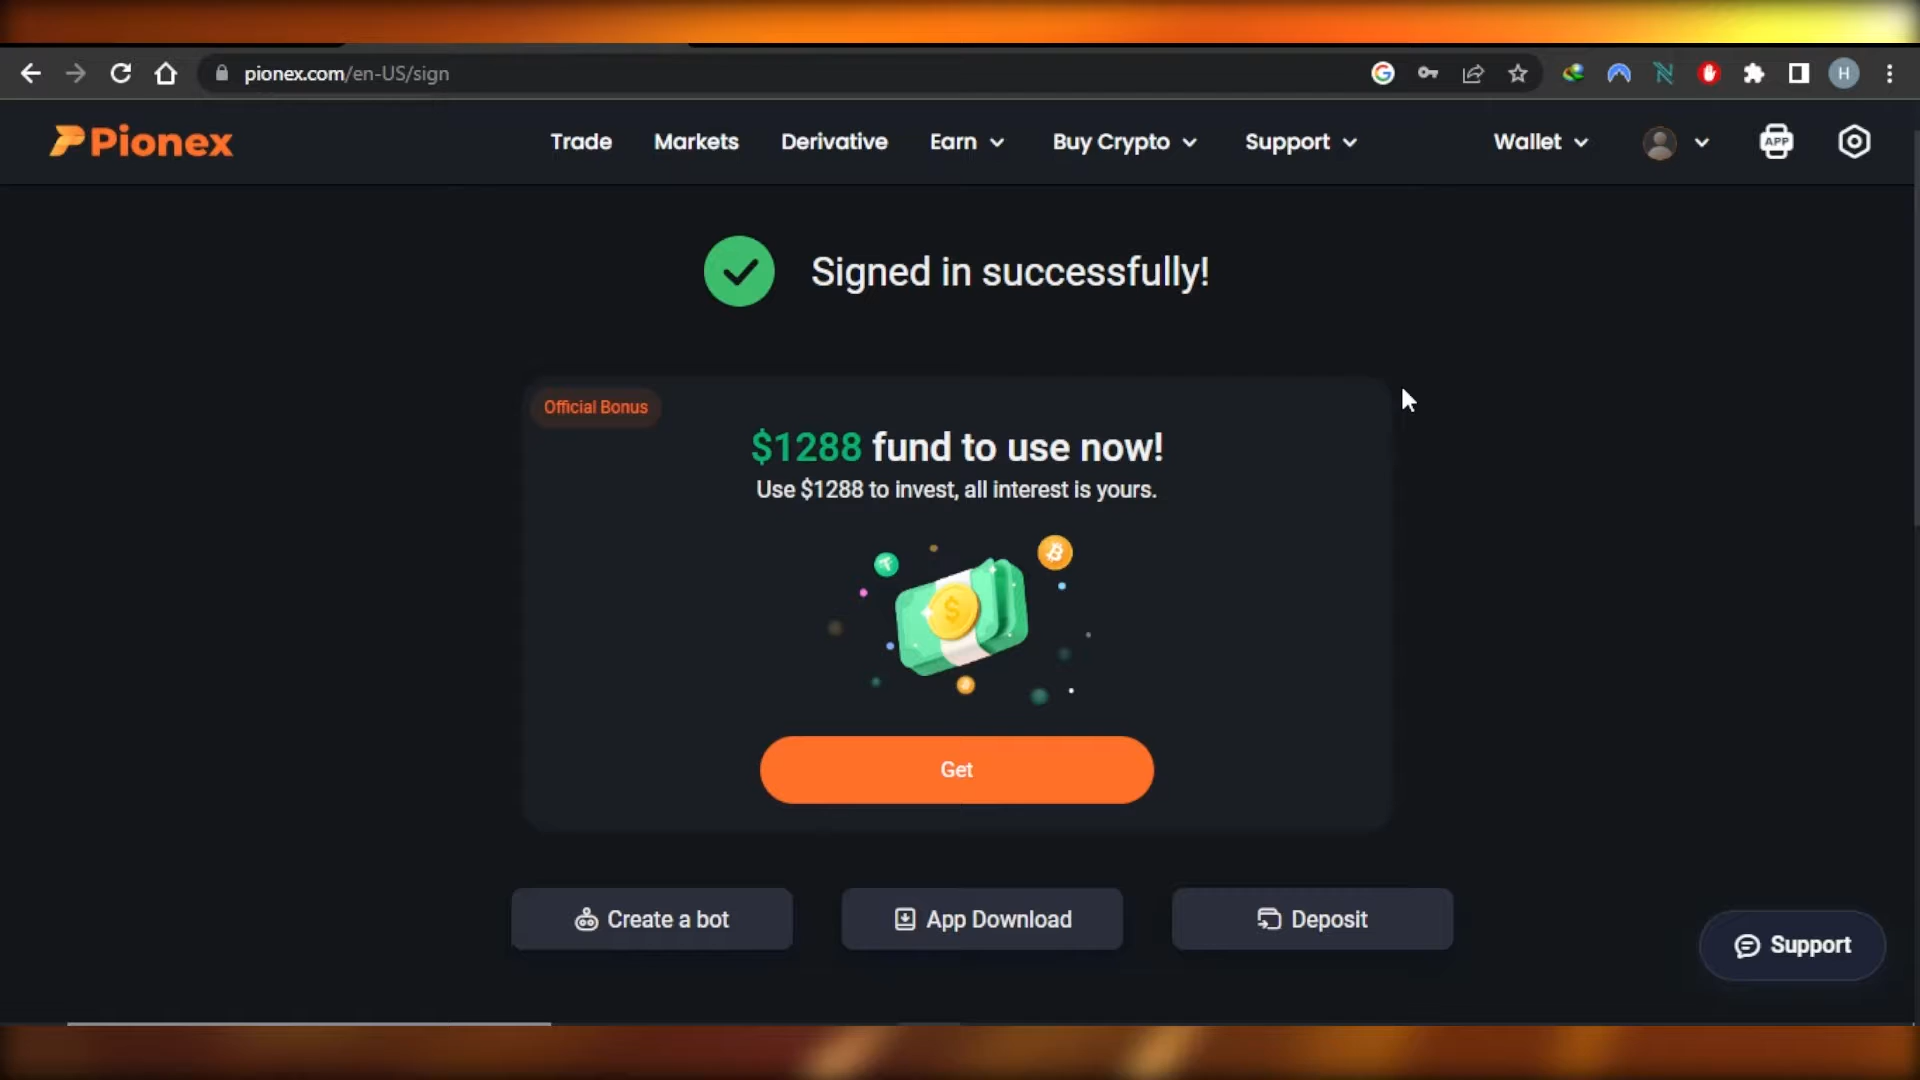 pionex.com/en-US/sign
H
Pionex
Trade Markets Derivative Earn Buy Crypto Support Wallet APP
Signed in successfully!
Official Bonus
$1288 fund to use now!
Use $1288 to invest, all interest is yours.
Get
Create a bot App Download Deposit
Support